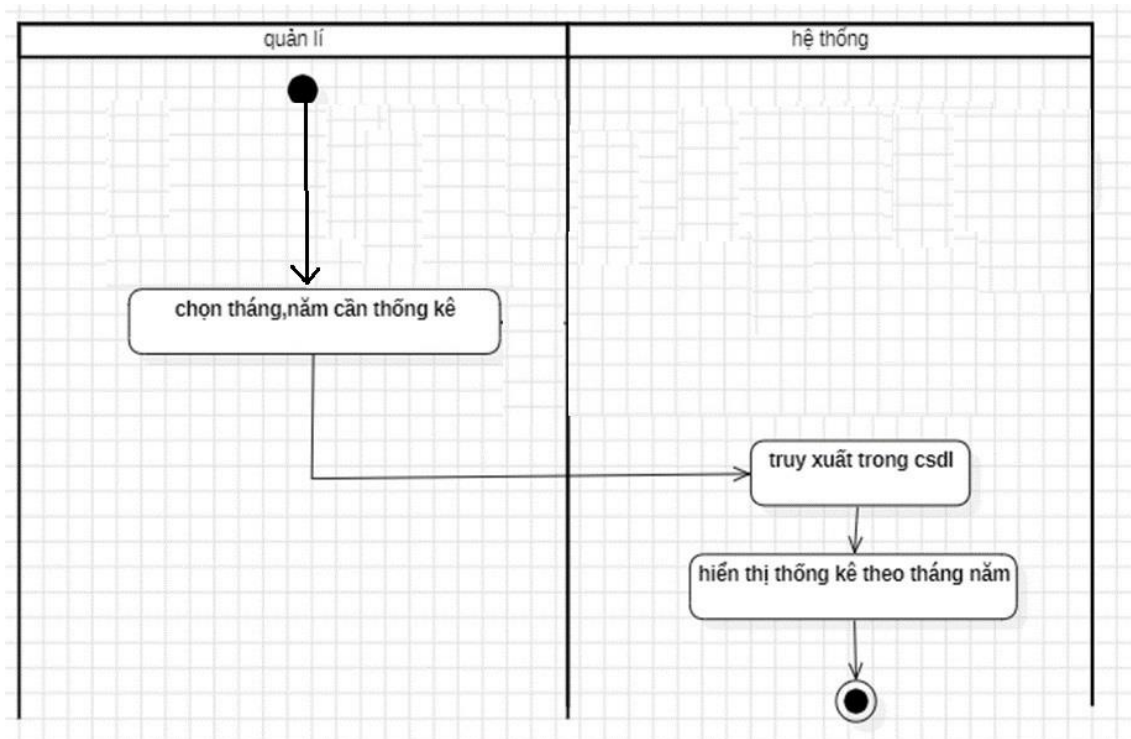 quản lí
hệ thống
chọn tháng,năm cần thống kê
truy xuất trong csdl
hiển thị thống kê theo tháng năm